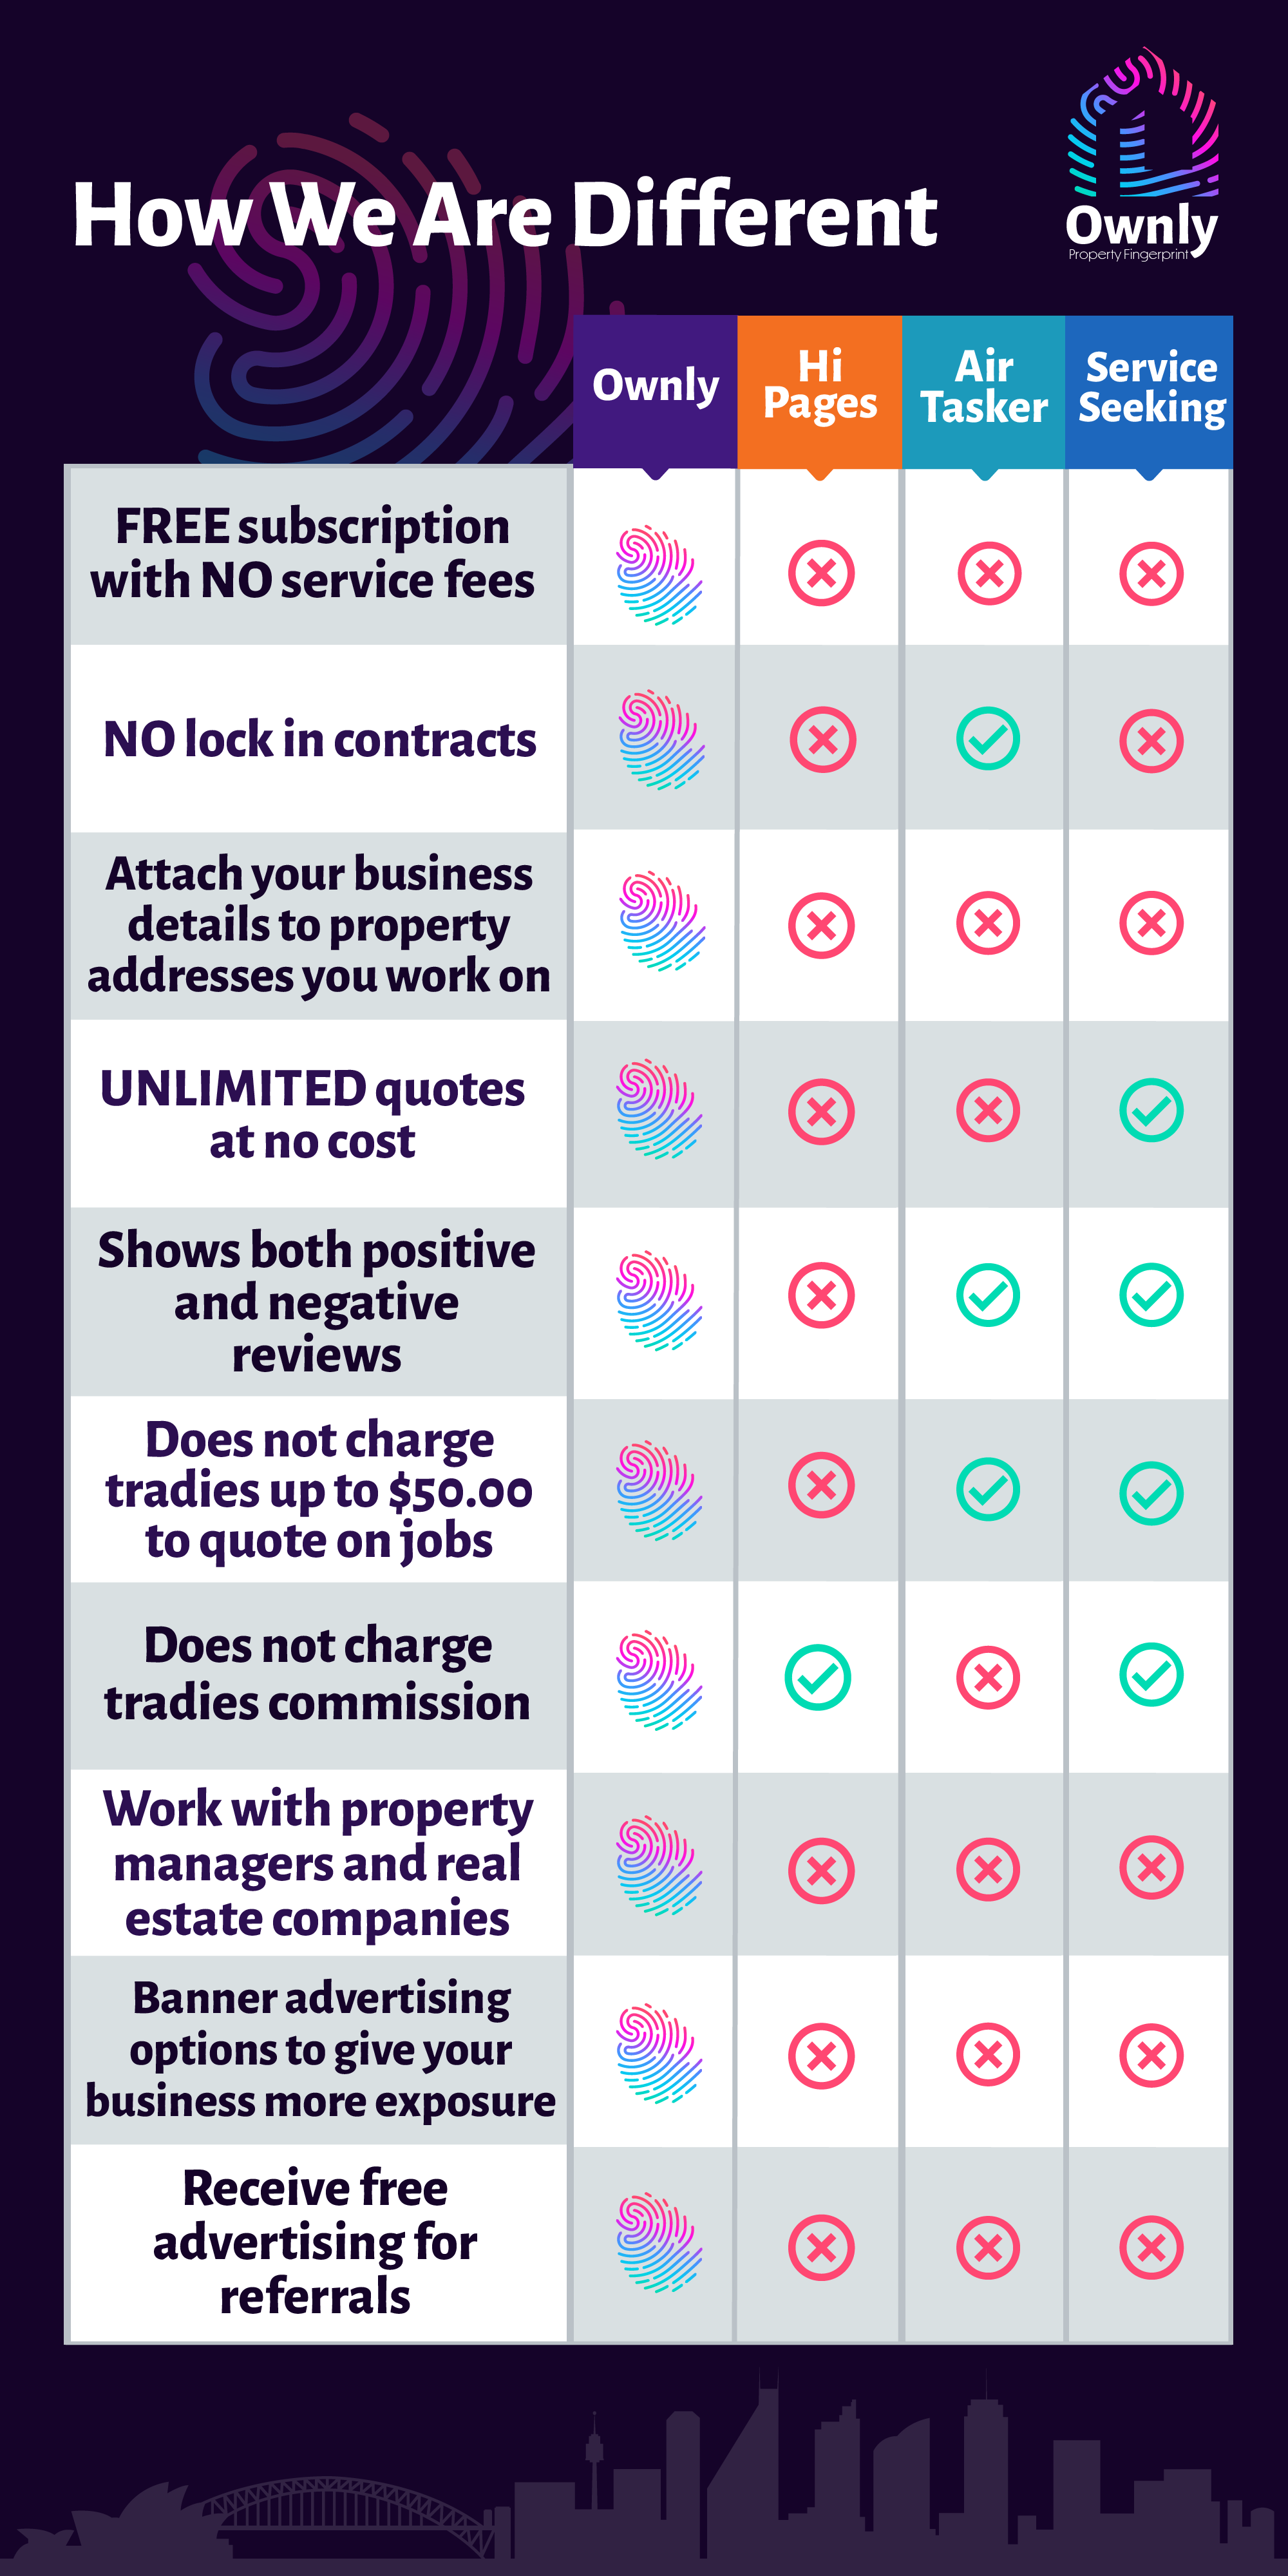 How We Are Different
Ownly
Property Fingerprint
Ownly
Hi
Pages
Air
Tasker
Service
Seeking
FREE subscription
with NO service fees
NO lock in contracts
Attach your business
details to property
addresses you work on
UNLIMITED quotes
at no cost
Shows both positive
and negative
reviews
Does not charge
tradies up to $50.00
to quote on jobs
Does not charge
tradies commission
Work with property
managers and real
estate companies
Banner advertising
options to give your
business more exposure
Receive free
advertising for
referrals